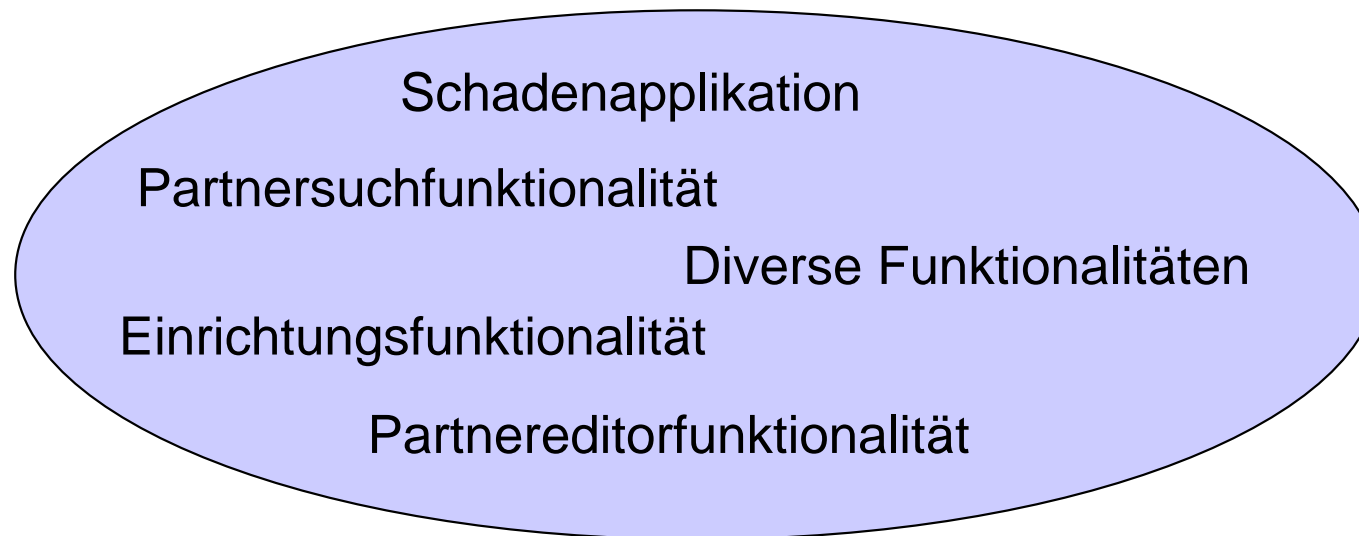 Schadenapplikation
Partnersuchfunktionalität
Diverse Funktionalitäten
Einrichtungsfunktionalität
Partnereditorfunktionalität